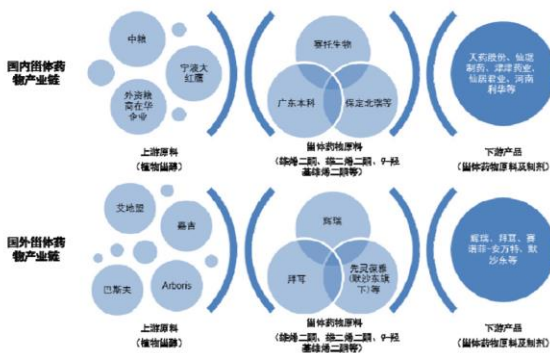 国内甾体药
物产业链
中粮
宁波大
红鹰
外资粮
商在华
企业
上游原料
(植物甾醇)
赛托生物
广东本科
保定北瑞等
甾体药物原料
(雄烯二酮、雄二烯二酮、9-羟
基雄烯二酮等)
天药股份、仙琚
制药、津津药业、
仙居君业、河南
利华等
下游产品
(甾体药物原料及制剂)
国外甾体药
物产业链
艾地盟
嘉吉
巴斯夫
Arboris
上游原料
(植物甾醇)
辉瑞
拜耳
先灵葆雅
(默沙东旗
下)等
甾体药物原料
(雄烯二酮、雄二烯二酮、9-羟
基雄烯二酮等)
辉瑞、拜耳、赛
诺菲-安万特、默
沙东等
下游产品
(甾体药物原料及制剂)